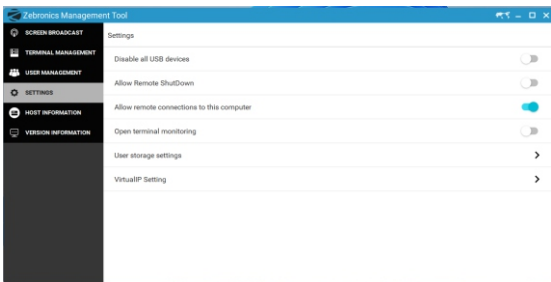 Zebronics Management Tool
SCREEN BROADCAST
TERMINAL MANAGEMENT
USER MANAGEMENT
SETTINGS
HOST INFORMATION
VERSION INFORMATION
Settings
Disable all USB devices
Allow Remote ShutDown
Allow remote connections to this computer
Open terminal monitoring
User storage settings
VirtualIP Setting